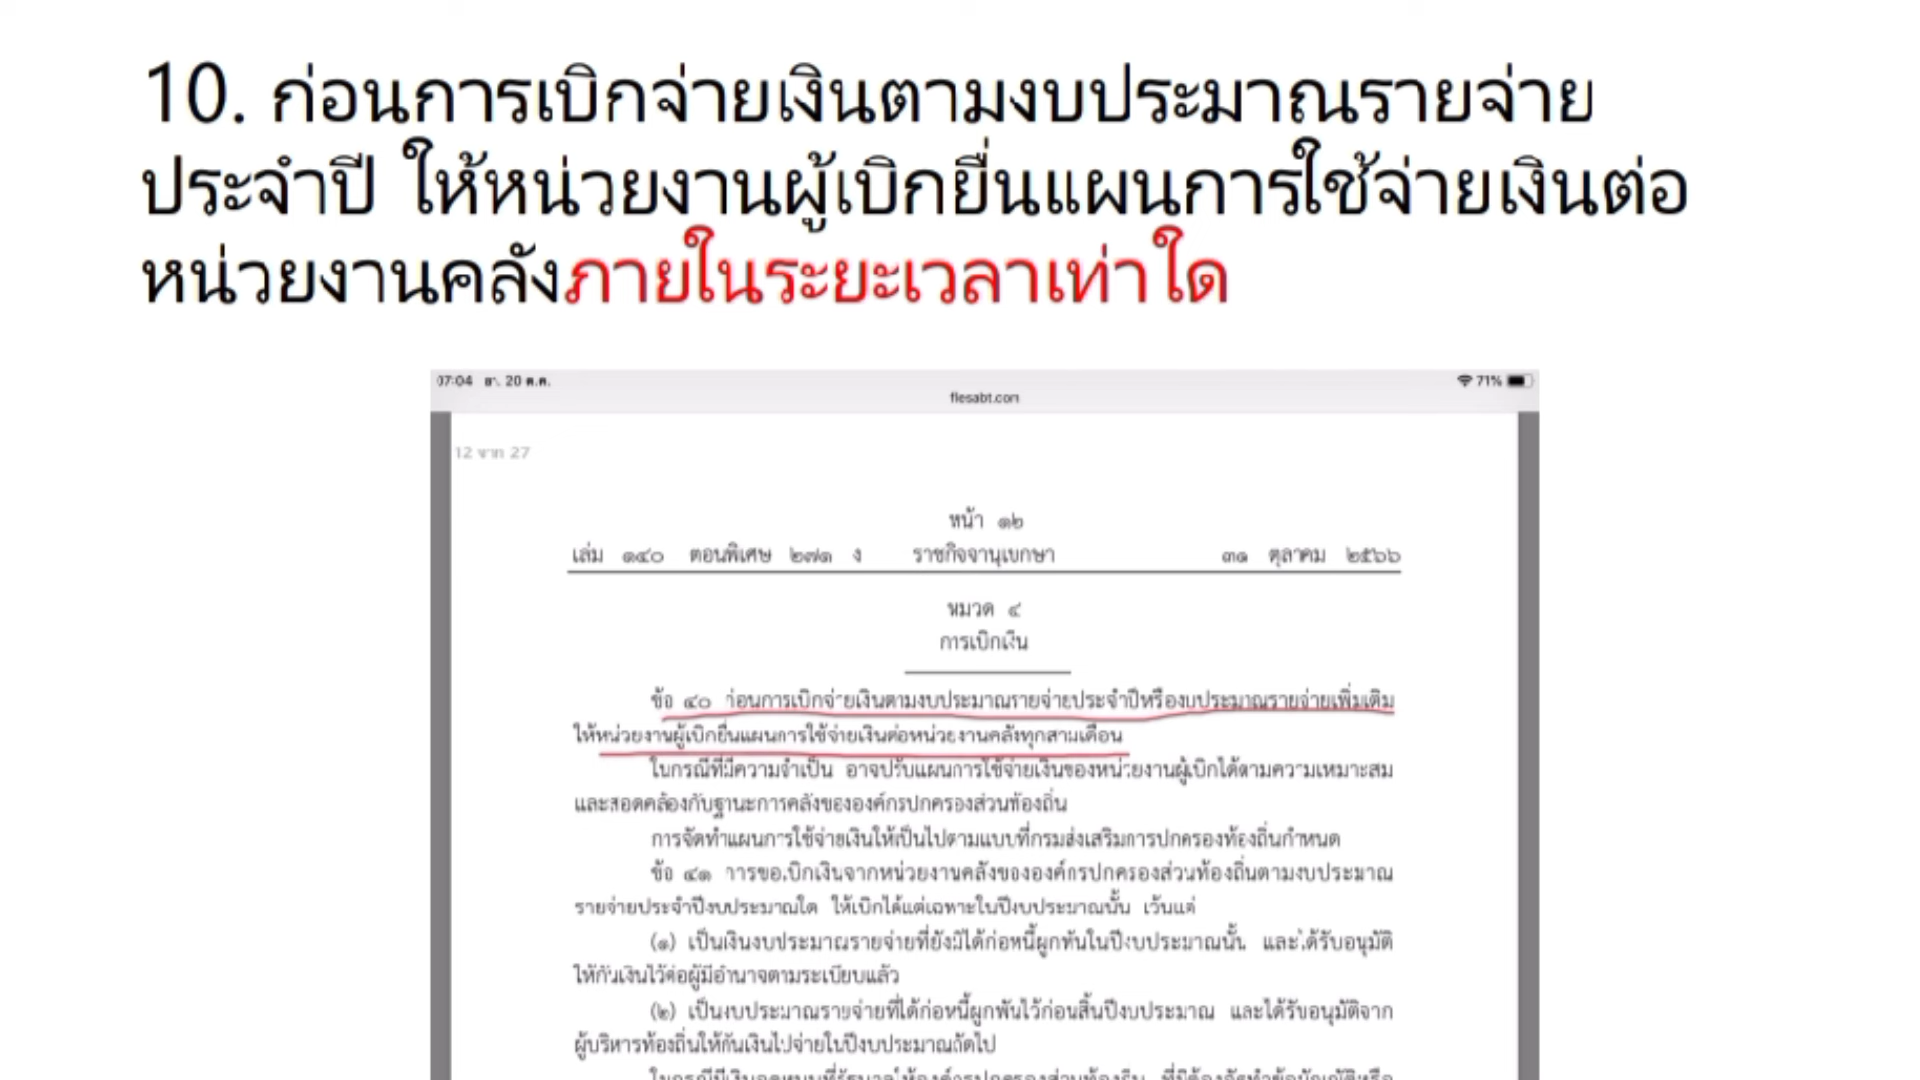 10. ก่อนการเบิกจ่ายเงินตามงบประมาณรายจ่าย
ประจำปี ให้หน่วยงานผู้เบิกยื่นแผนการใช้จ่ายเงินต่อ
หน่วยงานคลังภายในระยะเวลาเท่าใด
07:04 อา. 20 ต.ค.
71%
flesabt.com
12 จาก 27
หน้า ๑๒
เล่ม ๑๔๐ ตอนพิเศษ ๒๗๑ ง ราชกิจจานุเบกษา ๓๑ ตุลาคม ๒๕๖๖
หมวด ๔
การเบิกเงิน
ข้อ ๔๐ ก่อนการเบิกจ่ายเงินตามงบประมาณรายจ่ายประจำปีหรืองบประมาณรายจ่ายเพิ่มเติม
ให้หน่วยงานผู้เบิกยื่นแผนการใช้จ่ายเงินต่อหน่วยงานคลังทุกสามเดือน
ในกรณีที่มีความจำเป็น อาจปรับแผนการใช้จ่ายเงินของหน่วยงานผู้เบิกได้ตามความเหมาะสม
และสอดคล้องกับฐานะการคลังขององค์กรปกครองส่วนท้องถิ่น
การจัดทำแผนการใช้จ่ายเงินให้เป็นไปตามแบบที่กรมส่งเสริมการปกครองท้องถิ่นกำหนด
ข้อ ๔๑ การขอเบิกเงินจากหน่วยงานคลังขององค์กรปกครองส่วนท้องถิ่นตามงบประมาณ
รายจ่ายประจำปีงบประมาณใด ให้เบิกได้แต่เฉพาะในปีงบประมาณนั้น เว้นแต่
(๑) เป็นเงินงบประมาณรายจ่ายที่ยังมิได้ก่อหนี้ผูกพันในปีงบประมาณนั้น และได้รับอนุมัติ
ให้กันเงินไว้ต่อผู้มีอำนาจตามระเบียบแล้ว
(๒) เป็นงบประมาณรายจ่ายที่ได้ก่อหนี้ผูกพันไว้ก่อนสิ้นปีงบประมาณ และได้รับอนุมัติจาก
ผู้บริหารท้องถิ่นให้กันเงินไปจ่ายในปีงบประมาณถัดไป